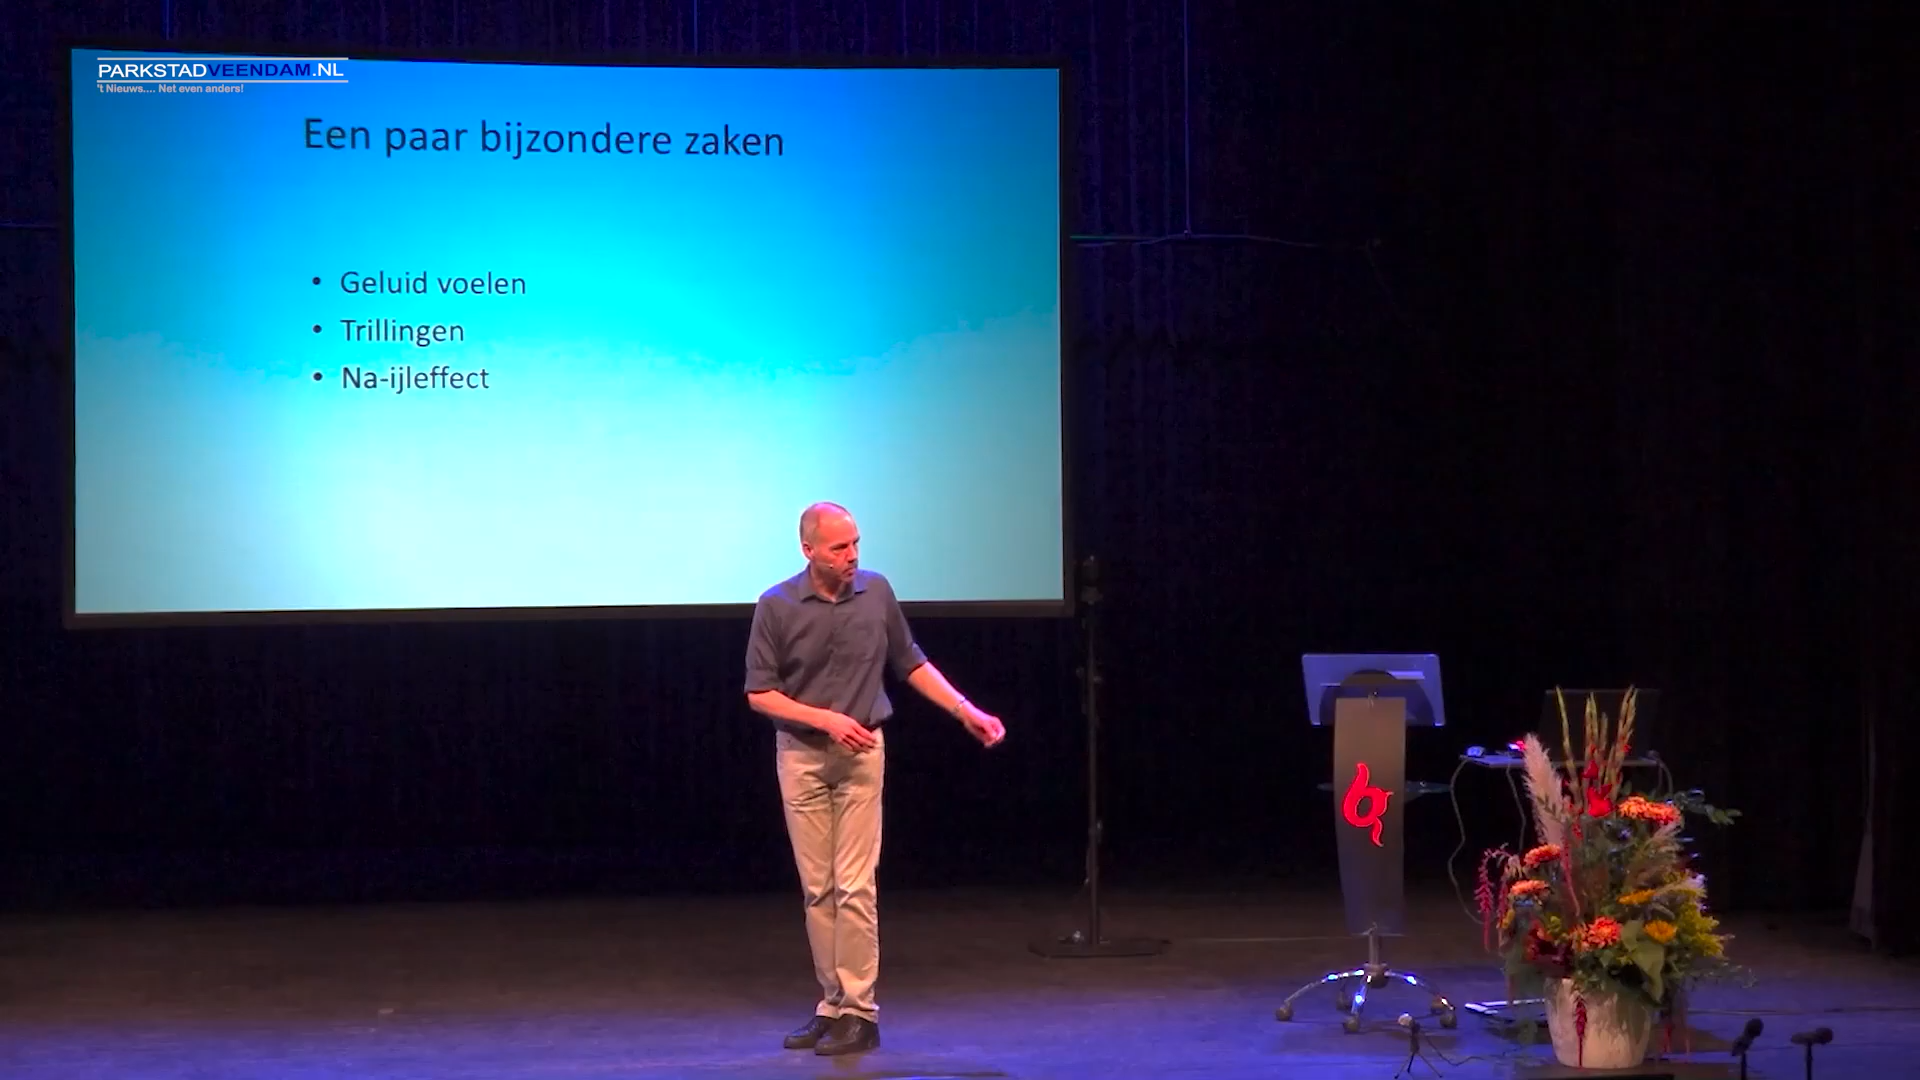 PARKSTADVEENDAM.NL
't Nieuws.... Net even anders!
Een paar bijzondere zaken
• Geluid voelen
• Trillingen
• Na-ijleffect